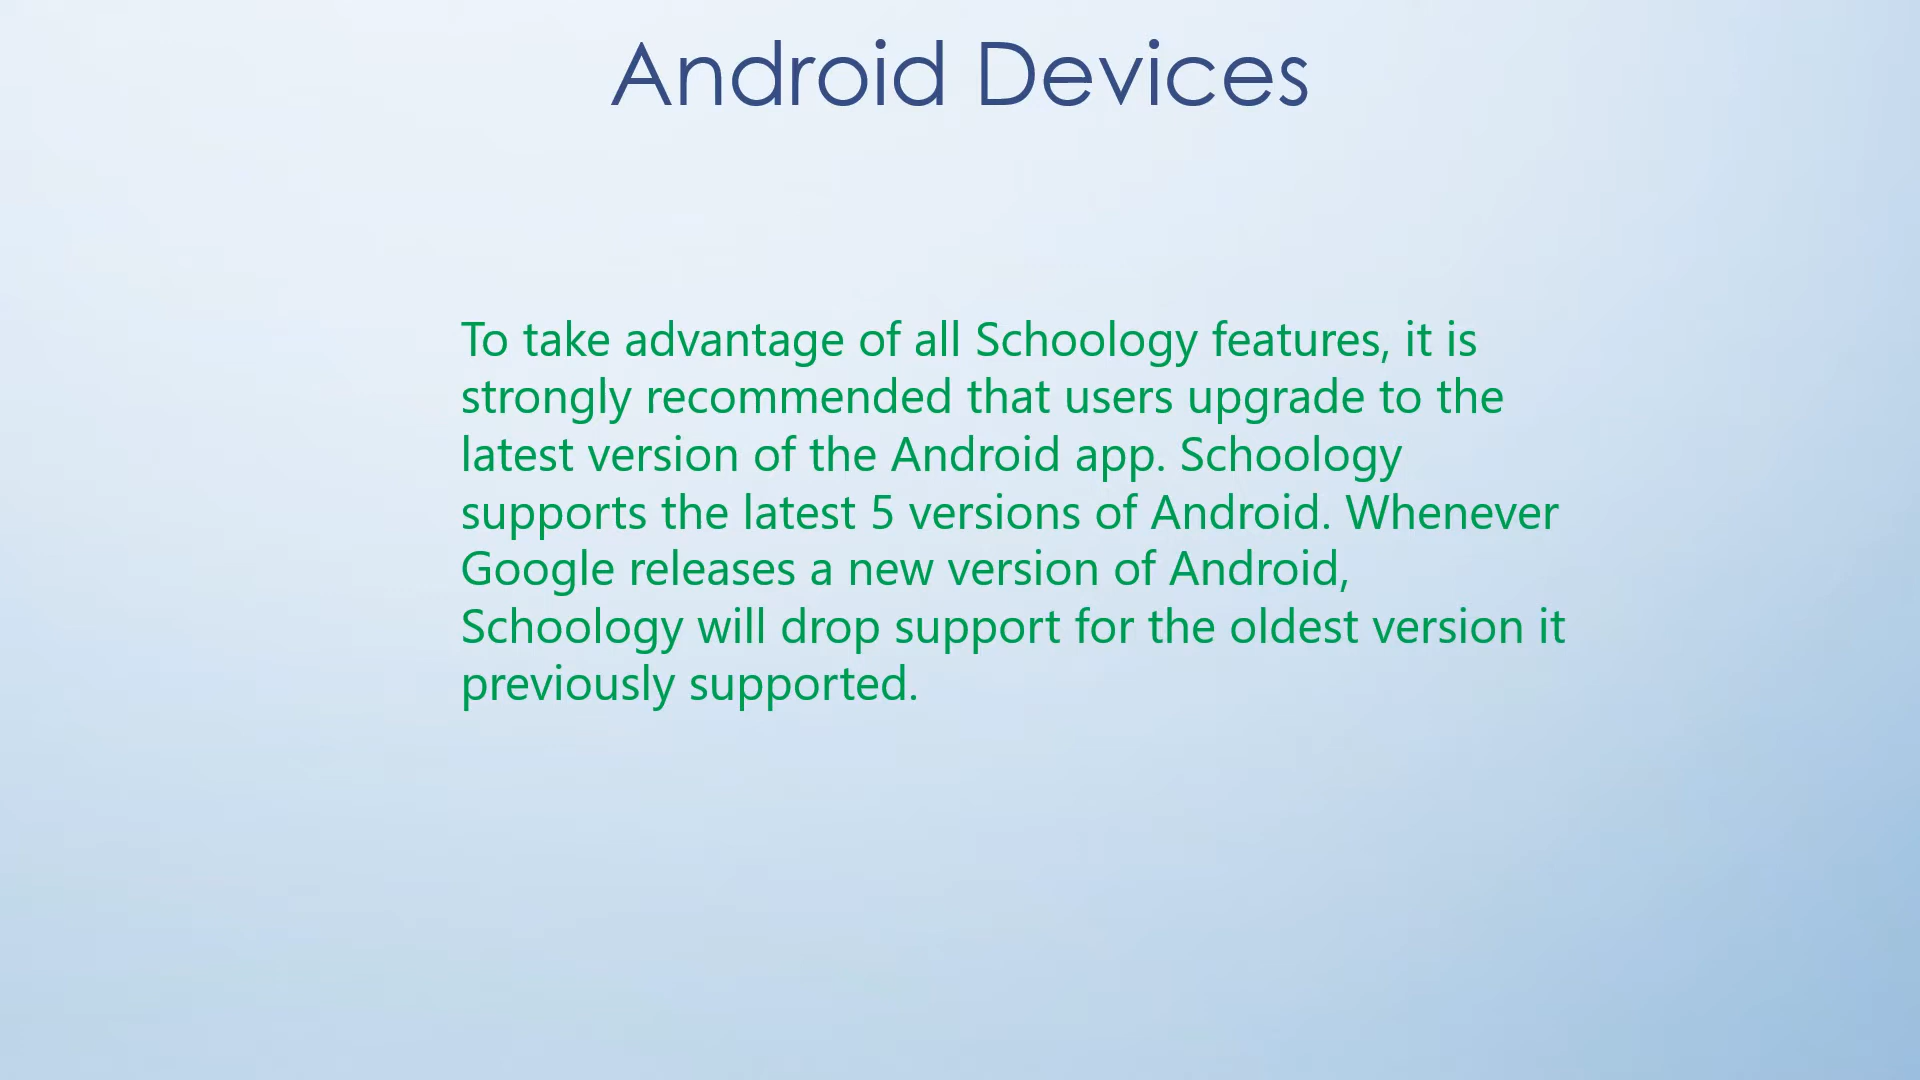 Android Devices
To take advantage of all Schoology features, it is
strongly recommended that users upgrade to the
latest version of the Android app. Schoology
supports the latest 5 versions of Android. Whenever
Google releases a new version of Android,
Schoology will drop support for the oldest version it
previously supported.